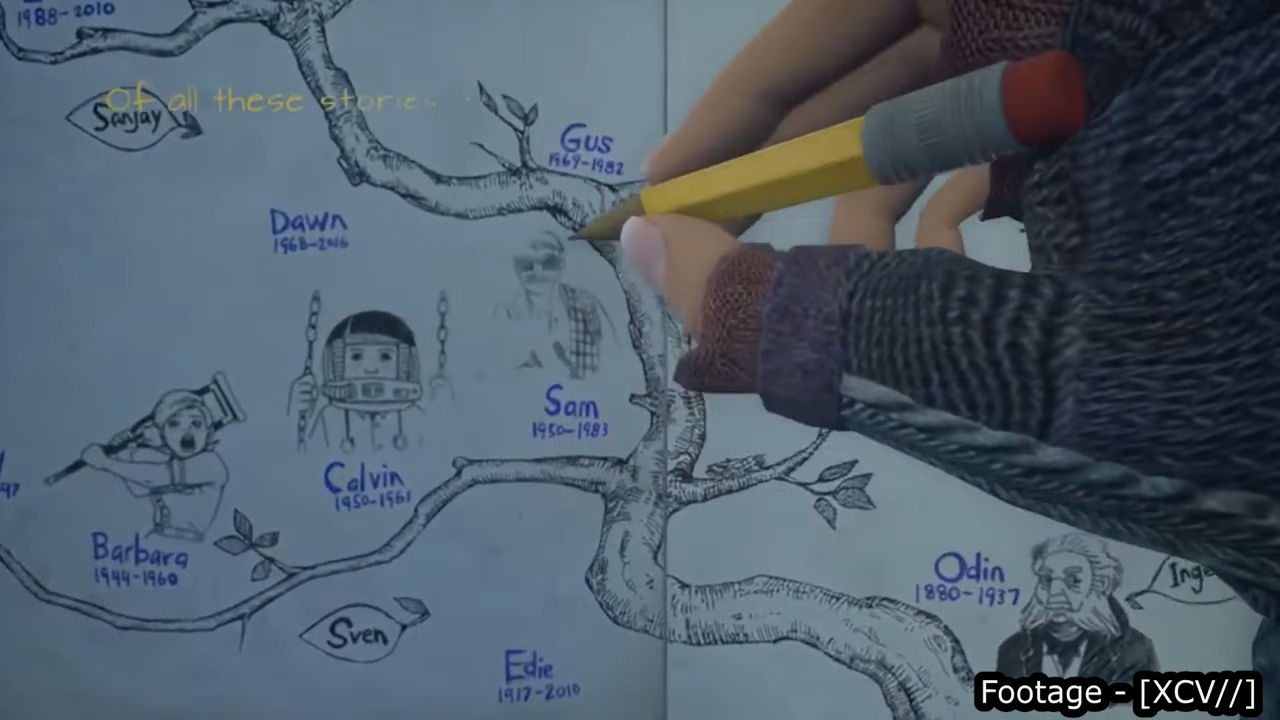 1988-2010
Of all these stories
Sanjay
Gus
1969-1982
Dawn
1968-2016
Sam
1950-1983
Calvin
1950-1961
Barbara
1944-1960
97
Odin
1880-1937
Sven
Edie
1917-2010
Footage - [XCV//]